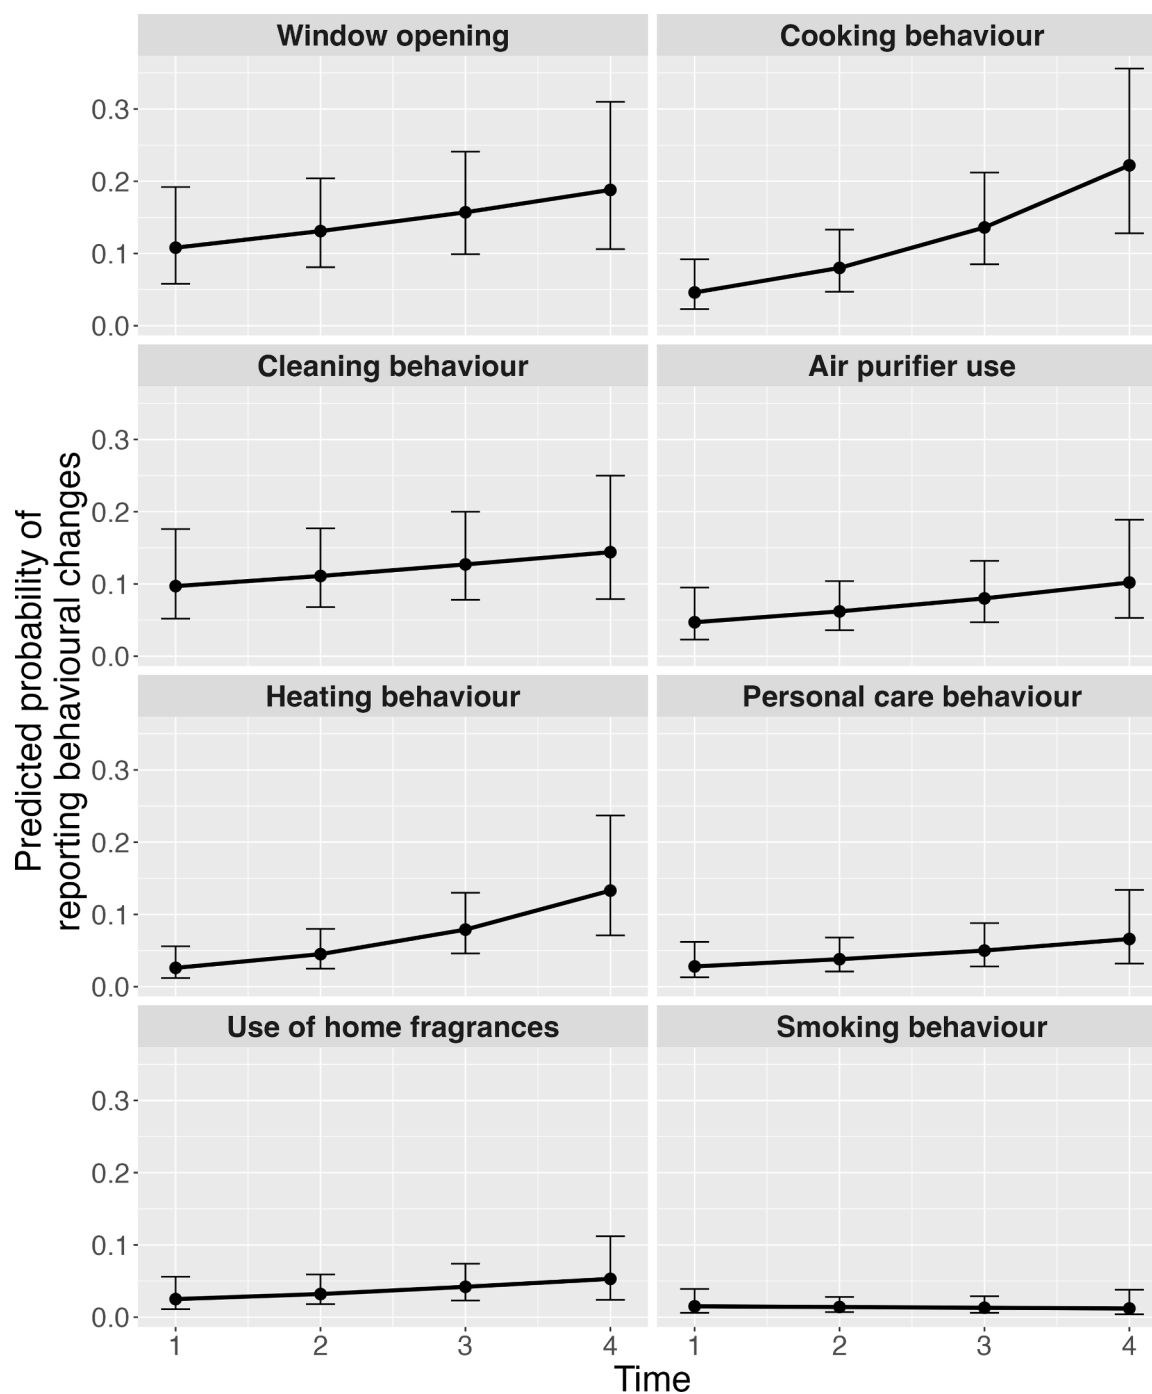 Window opening
Cooking behaviour
0.3
0.2
0.1
0.0
Cleaning behaviour
Air purifier use
0.3
0.2
0.1
0.0
Predicted probability of
reporting behavioural changes
Heating behaviour
Personal care behaviour
0.3
0.2
0.1
0.0
Use of home fragrances
Smoking behaviour
0.3
0.2
0.1
0.0
1 2 3 4
1 2 3 4
Time